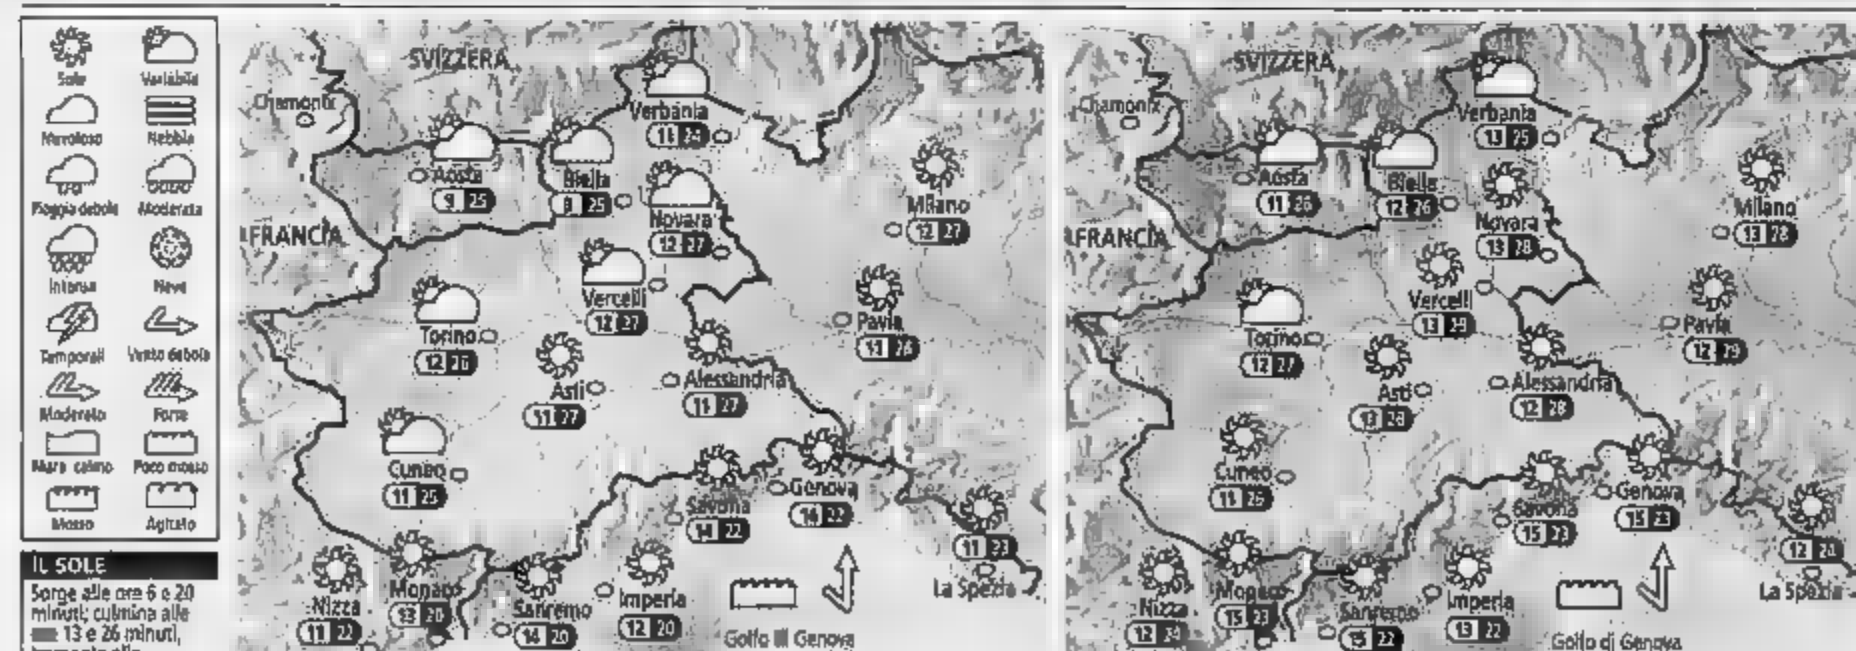 Sole Variabile
Nuvoloso Nebbia
Pioggia debole Moderata
Intensa Neve
Temporali Vento debole
Moderato Forte
Mare calmo Poco mosso
Mosso Agitato
IL SOLE
Sorge alle ore 6 e 20
minuti; culmina alle
13 e 26 minuti,
SVIZZERA
Chamonix
Verbania
11 24
Aosta
9 25
Biella
8 25
Novara
12 27
Milano
12 27
FRANCIA
Vercelli
12 27
Torino
12 26
Pavia
11 28
Asti
11 27
Alessandria
11 27
Cuneo
11 25
Savona
14 22
Genova
14 22
11 23
La Spezia
Nizza
11 22
Monaco
13 20
Sanremo
14 20
Imperia
12 20
Golfo di Genova
SVIZZERA
Chamonix
Verbania
13 25
Aosta
11 26
Biella
12 26
Novara
13 28
Milano
13 28
FRANCIA
Vercelli
13 29
Torino
12 27
Pavia
12 29
Asti
13 28
Alessandria
12 28
Cuneo
11 25
Savona
15 23
Genova
15 23
12 24
La Spezia
Nizza
12 24
Monaco
15 23
Sanremo
15 22
Imperia
13 22
Golfo di Genova